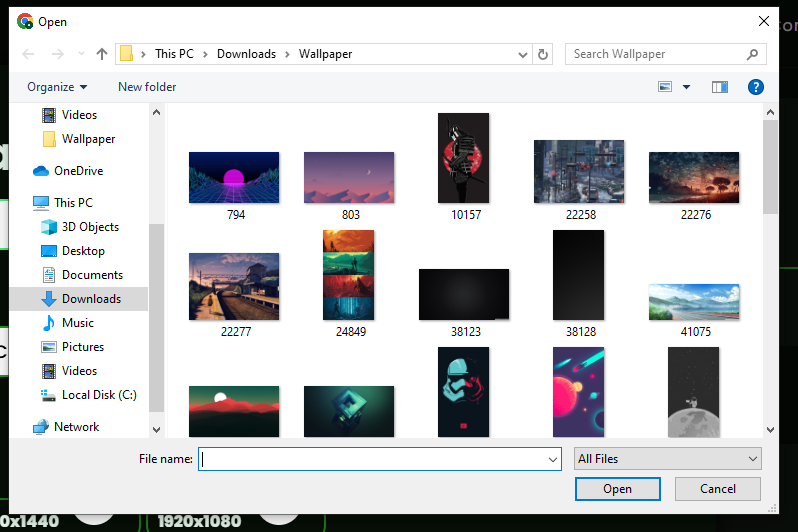 Open
Con
This PC > Downloads > Wallpaper
Search Wallpaper
Organize
New folder
Videos
Wallpaper
OneDrive
This PC
3D Objects
Desktop
Documents
Downloads
Music
Pictures
Videos
Local Disk (C:)
Network
794
803
10157
22258
22276
22277
24849
38123
38128
41075
File name:
All Files
Open
Cancel
0x1440
1920x1080